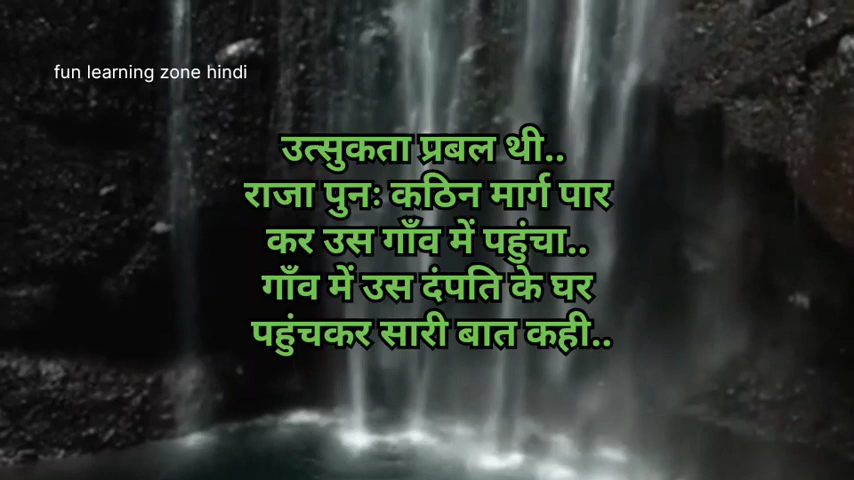 fun learning zone hindi
उत्सुकता प्रबल थी..
राजा पुनः कठिन मार्ग पार
कर उस गाँव में पहुंचा..
गाँव में उस दंपति के घर
पहुंचकर सारी बात कही..